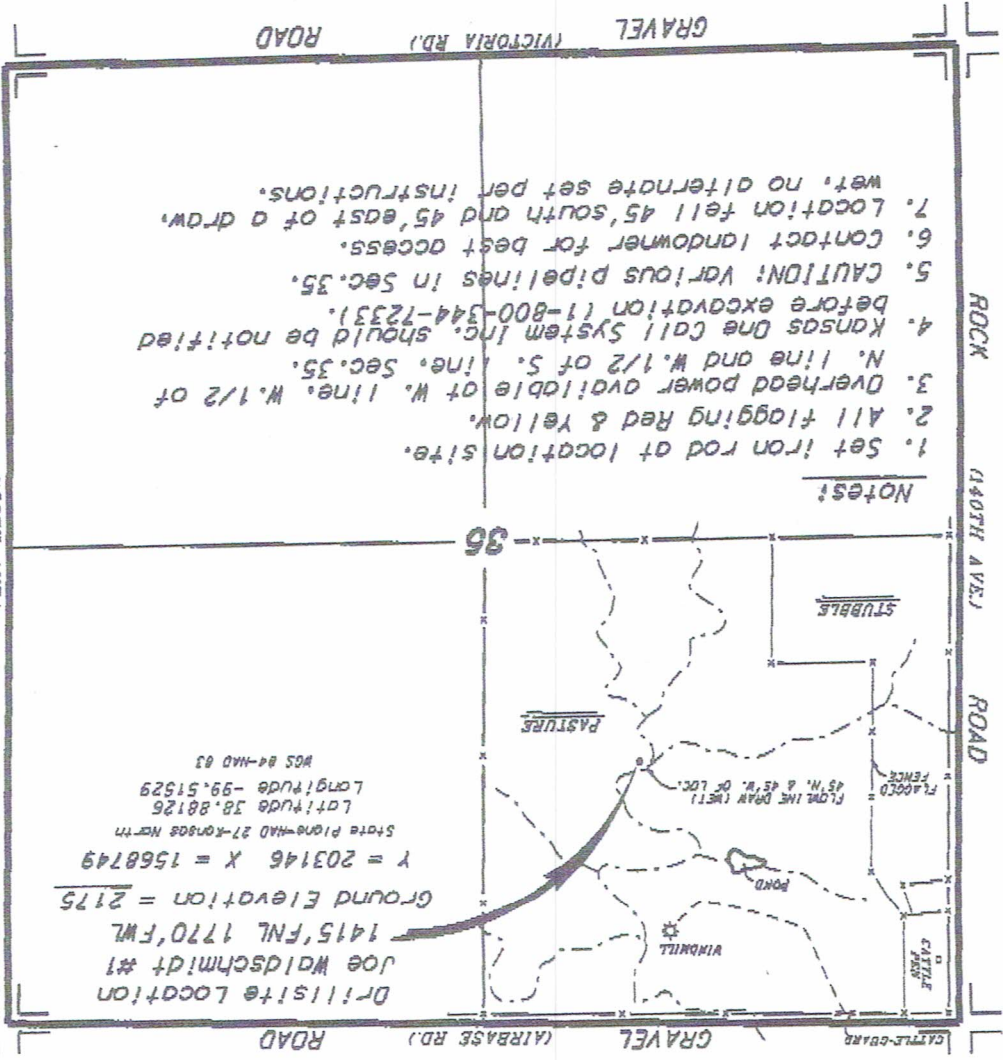 CATTLE-GUARD
GRAVEL (AIRBASE RD.) ROAD
Drillsite Location
Joe Waldschmidt #1
1415'FNL 1770'FWL
Ground Elevation = 2175
Y = 203146 X = 1568749
State Plane-NAD 27-Kansas North
Latitude 38.88126
Longitude -99.51529
WGS 84-NAD 83
CATTLE
PEN
WINDMILL
POND
FLAGGED
FENCE
FLOWLINE DRAW (WET)
45'N. & 45'W. OF LOC.
PASTURE
STUBBLE
ROAD
(140TH AVE.)
ROCK
35
Notes:
1. Set iron rod at location site.
2. All flagging Red & Yellow.
3. Overhead power available at W. line, W.1/2 of
N. line and W.1/2 of S. line, Sec.35.
4. Kansas One Call System Inc. should be notified
before excavation (1-800-344-7233).
5. CAUTION: Various pipelines in Sec.35.
6. Contact landowner for best access.
7. Location fell 45'south and 45'east of a draw,
wet, no alternate set per instructions.
GRAVEL (VICTORIA RD.) ROAD